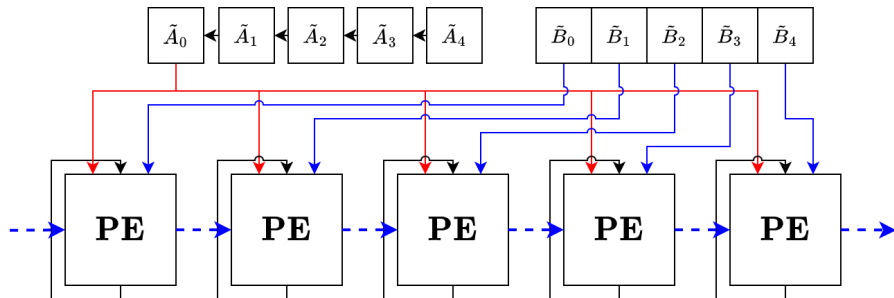 Ã₀ Ã₁ Ã₂ Ã₃ Ã₄ B̃₀ B̃₁ B̃₂ B̃₃ B̃₄
PE PE PE PE PE